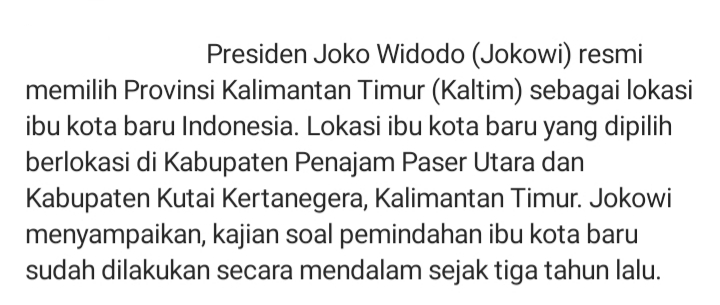 Presiden Joko Widodo (Jokowi) resmi
memilih Provinsi Kalimantan Timur (Kaltim) sebagai lokasi
ibu kota baru Indonesia. Lokasi ibu kota baru yang dipilih
berlokasi di Kabupaten Penajam Paser Utara dan
Kabupaten Kutai Kertanegera, Kalimantan Timur. Jokowi
menyampaikan, kajian soal pemindahan ibu kota baru
sudah dilakukan secara mendalam sejak tiga tahun lalu.